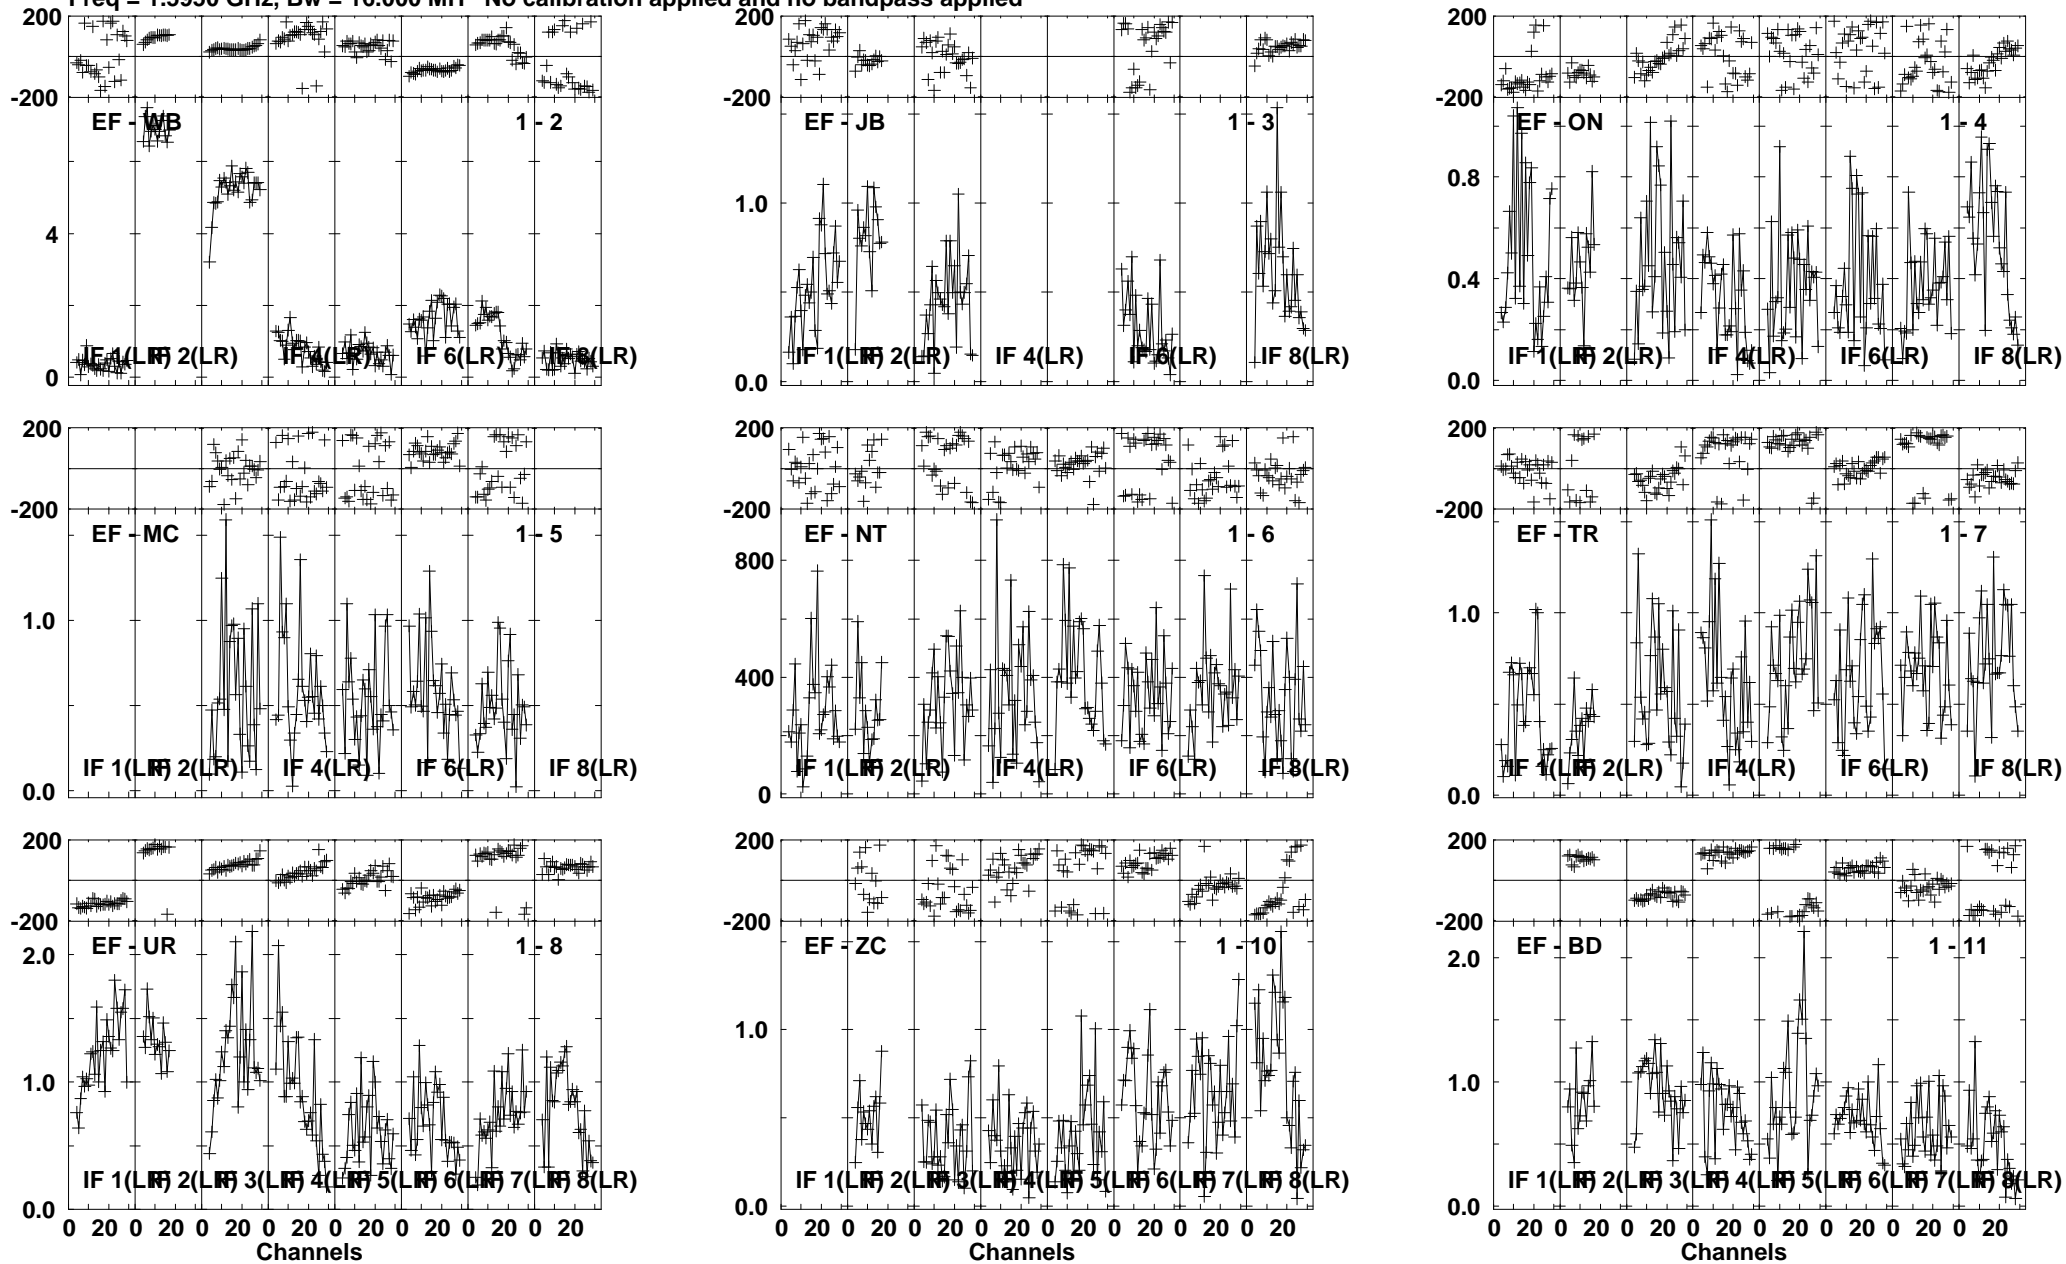 No calibration applied and no bandpass applied
200
-200
EF - WB 1 - 2
4
0
IF 1(LR) IF 2(LR) IF 4(LR) IF 6(LR) IF 8(LR)
200
-200
EF - JB 1 - 3
1.0
0.0
IF 1(LR) IF 2(LR) IF 4(LR) IF 6(LR) IF 8(LR)
200
-200
EF - ON 1 - 4
0.8
0.4
0.0
IF 1(LR) IF 2(LR) IF 4(LR) IF 6(LR) IF 8(LR)
200
-200
EF - MC 1 - 5
1.0
0.0
IF 1(LR) IF 2(LR) IF 4(LR) IF 6(LR) IF 8(LR)
200
-200
EF - NT 1 - 6
800
400
0
IF 1(LR) IF 2(LR) IF 4(LR) IF 6(LR) IF 8(LR)
200
-200
EF - TR 1 - 7
1.0
0.0
IF 1(LR) IF 2(LR) IF 4(LR) IF 6(LR) IF 8(LR)
200
-200
EF - UR 1 - 8
2.0
1.0
0.0
IF 1(LR) IF 2(LR) IF 3(LR) IF 4(LR) IF 5(LR) IF 6(LR) IF 7(LR) IF 8(LR)
0 20 0 20 0 20 0 20 0 20 0 20 0 20 0 20
Channels
200
-200
EF - ZC 1 - 10
1.0
0.0
IF 1(LR) IF 2(LR) IF 3(LR) IF 4(LR) IF 5(LR) IF 6(LR) IF 7(LR) IF 8(LR)
0 20 0 20 0 20 0 20 0 20 0 20 0 20 0 20
Channels
200
-200
EF - BD 1 - 11
2.0
1.0
0.0
IF 1(LR) IF 2(LR) IF 3(LR) IF 4(LR) IF 5(LR) IF 6(LR) IF 7(LR) IF 8(LR)
0 20 0 20 0 20 0 20 0 20 0 20 0 20 0 20
Channels